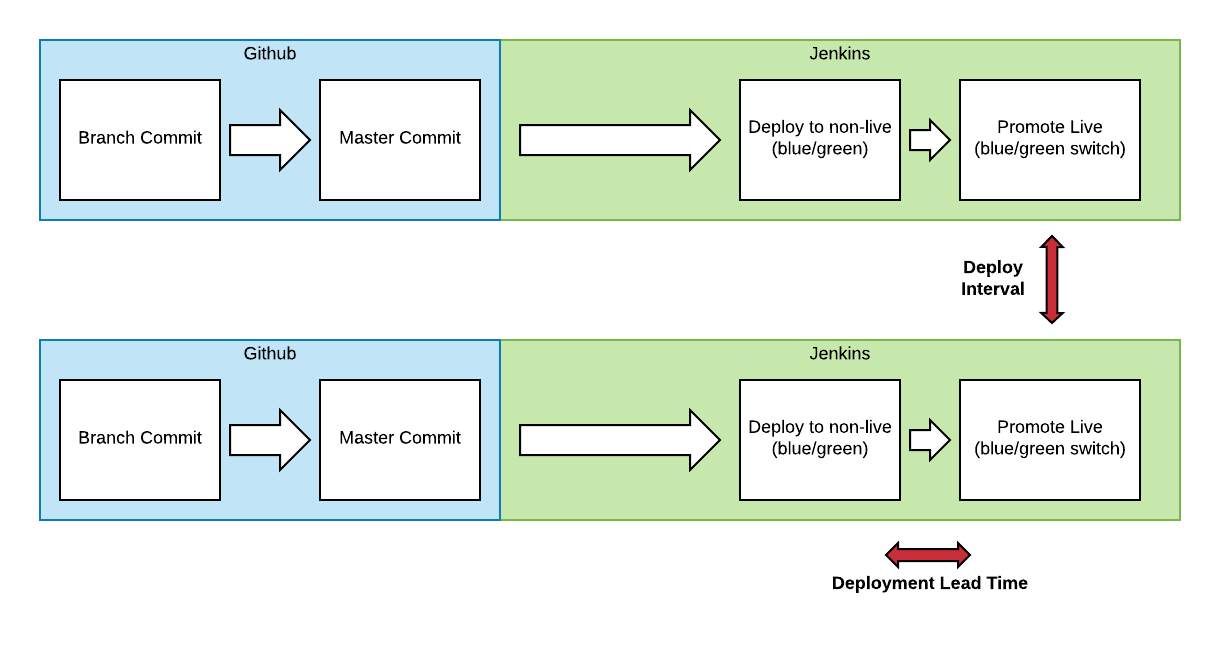 Github
Jenkins
Branch Commit
Master Commit
Deploy to non-live
(blue/green)
Promote Live
(blue/green switch)
Deploy
Interval
Github
Jenkins
Branch Commit
Master Commit
Deploy to non-live
(blue/green)
Promote Live
(blue/green switch)
Deployment Lead Time